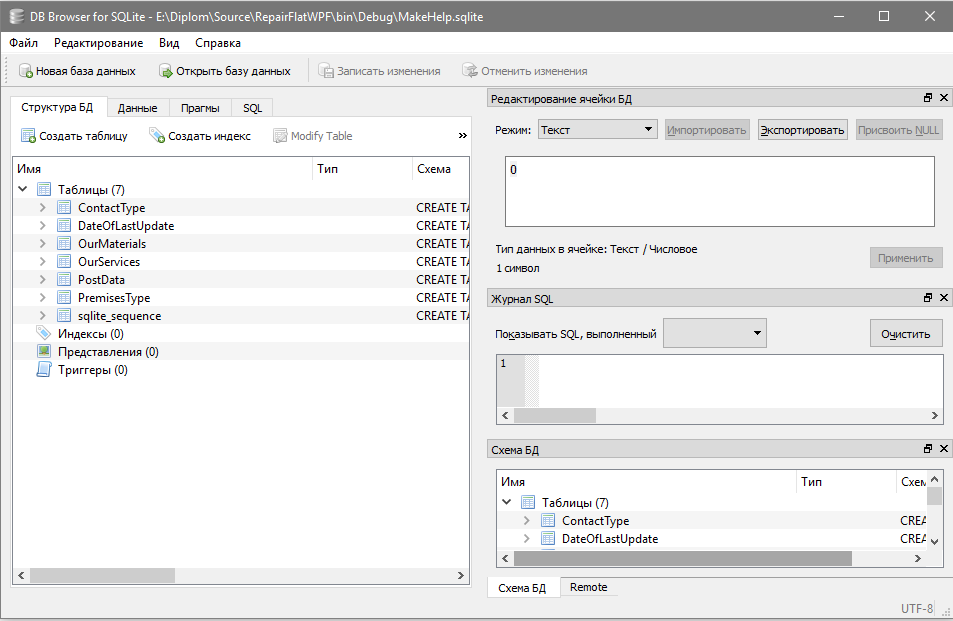 DB Browser for SQLite - E:\Diplom\Source\RepairFlatWPF\bin\Debug\MakeHelp.sqlite
Файл Редактирование Вид Справка
Новая база данных Открыть базу данных Записать изменения Отменить изменения
Структура БД Данные Прагмы SQL
Создать таблицу Создать индекс Modify Table »
Имя Тип Схема
Таблицы (7)
ContactType CREATE TA
DateOfLastUpdate CREATE TA
OurMaterials CREATE TA
OurServices CREATE TA
PostData CREATE TA
PremisesType CREATE TA
sqlite_sequence CREATE TA
Индексы (0)
Представления (0)
Триггеры (0)
Редактирование ячейки БД
Режим: Текст Импортировать Экспортировать Присвоить NULL
0
Тип данных в ячейке: Текст / Числовое
1 символ
Применить
Журнал SQL
Показывать SQL, выполненный Очистить
1
Схема БД
Имя Тип Схем
Таблицы (7)
ContactType CREA
DateOfLastUpdate CREA
Схема БД Remote
UTF-8